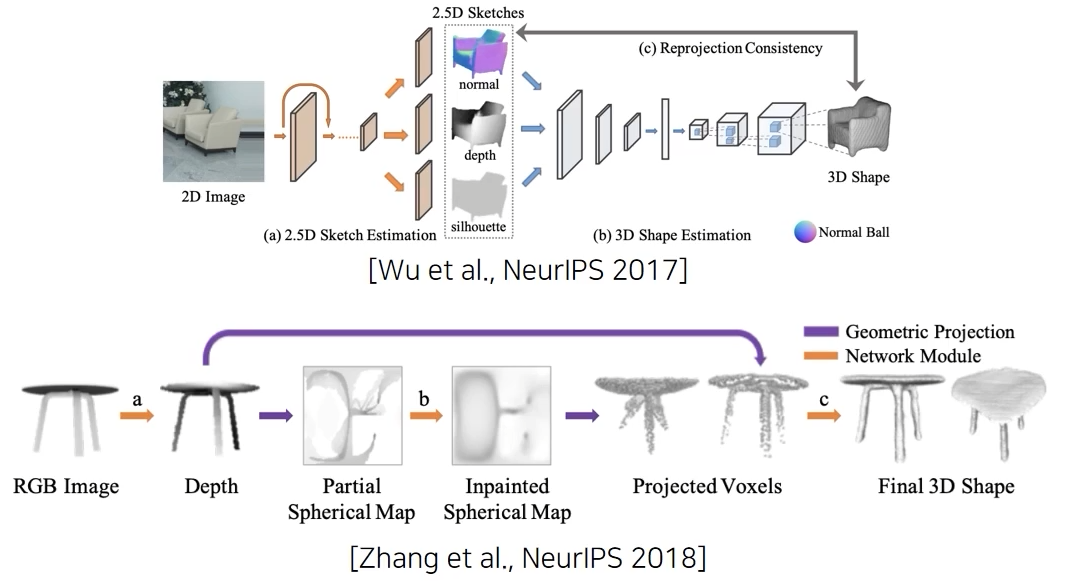 2.5D Sketches
(c) Reprojection Consistency
normal
depth
silhouette
2D Image
3D Shape
(a) 2.5D Sketch Estimation
(b) 3D Shape Estimation
Normal Ball
[Wu et al., NeurIPS 2017]
Geometric Projection
Network Module
a
b
c
RGB Image
Depth
Partial
Spherical Map
Inpainted
Spherical Map
Projected Voxels
Final 3D Shape
[Zhang et al., NeurIPS 2018]